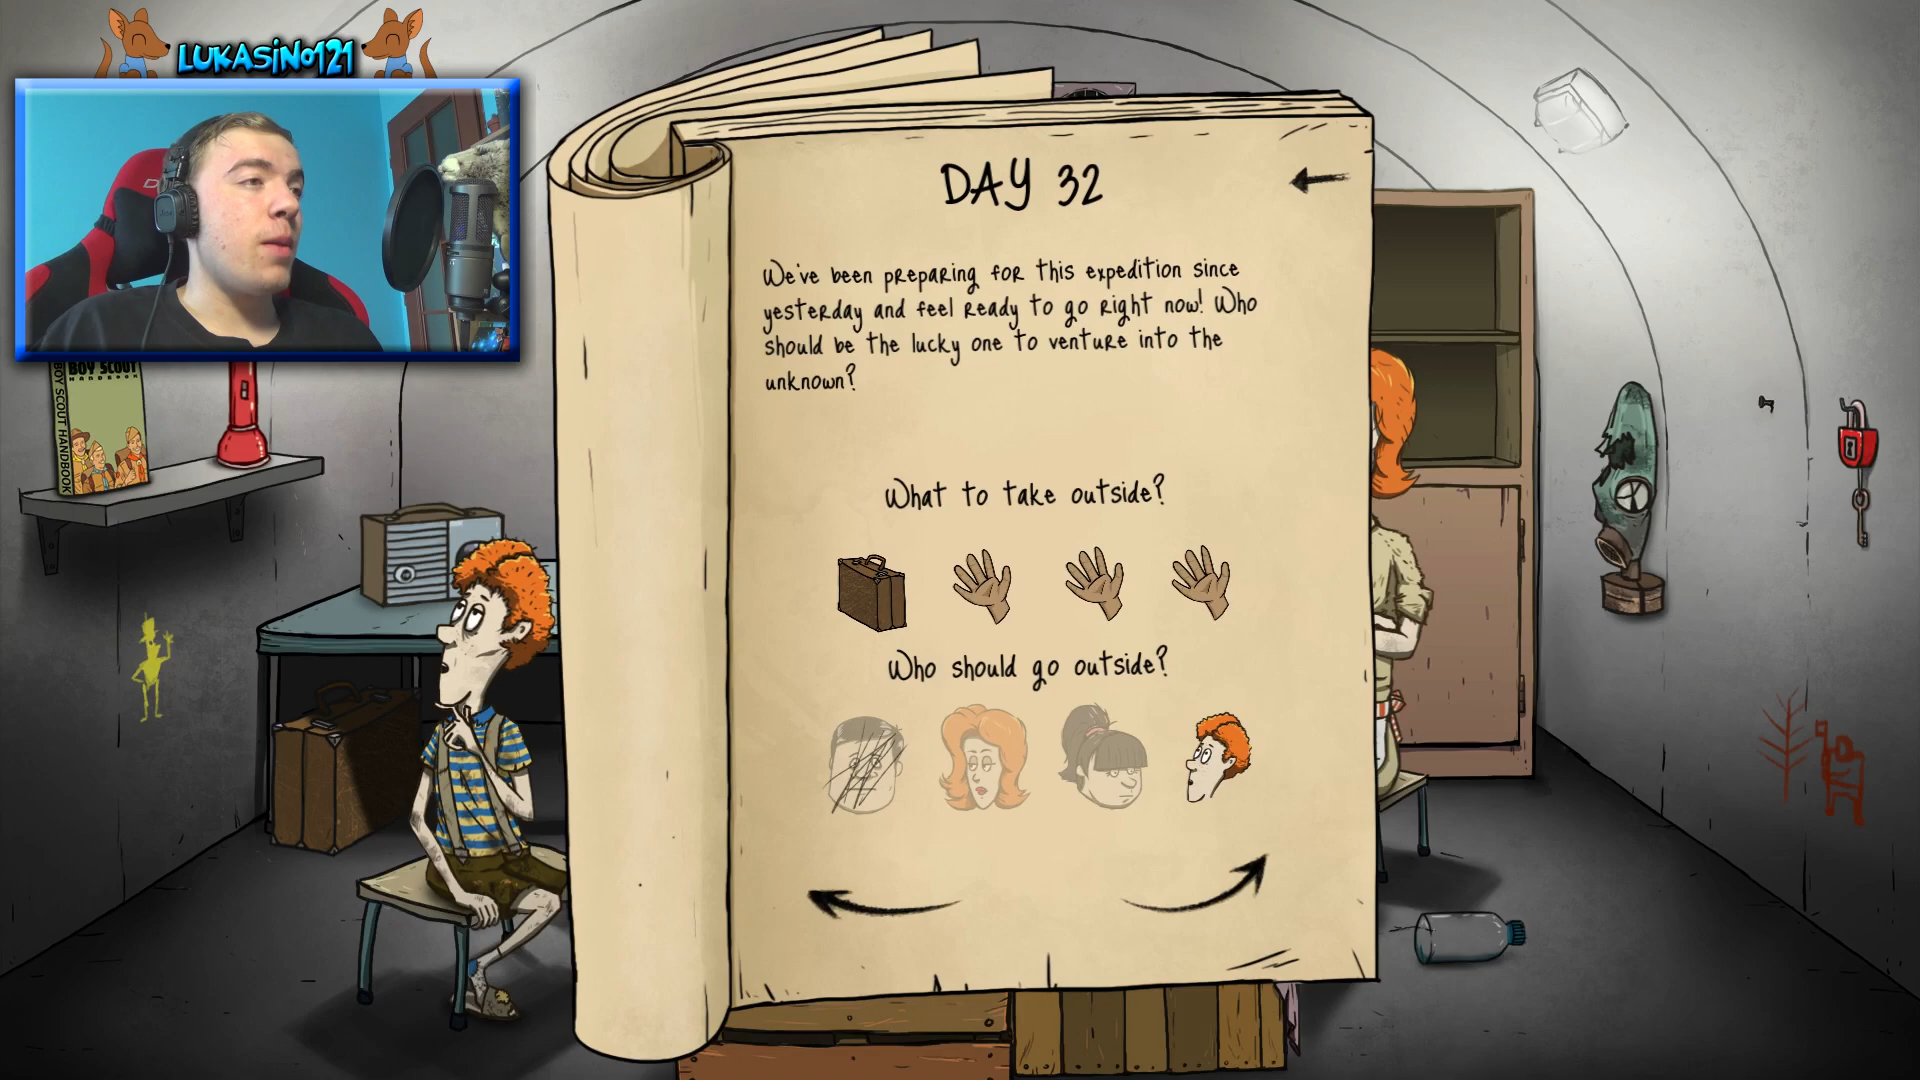 LUKASINO121
BOY SCOUT
HANDBOOK
BOY SCOUT HANDBOOK
DAY 32
We've been preparing for this expedition since
yesterday and feel ready to go right now! Who
should be the lucky one to venture into the
unknown?
What to take outside?
Who should go outside?